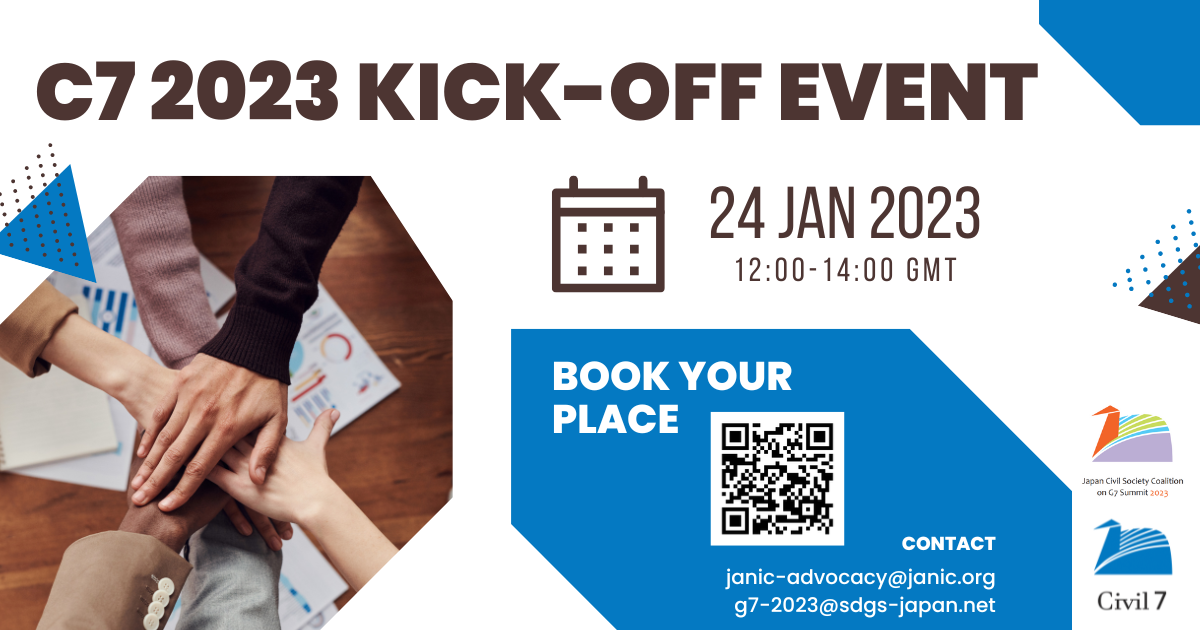 C7 2023 KICK-OFF EVENT
24 JAN 2023
12:00-14:00 GMT
BOOK YOUR
PLACE
CONTACT
janic-advocacy@janic.org
g7-2023@sdgs-japan.net
Japan Civil Society Coalition
on G7 Summit 2023
Civil 7